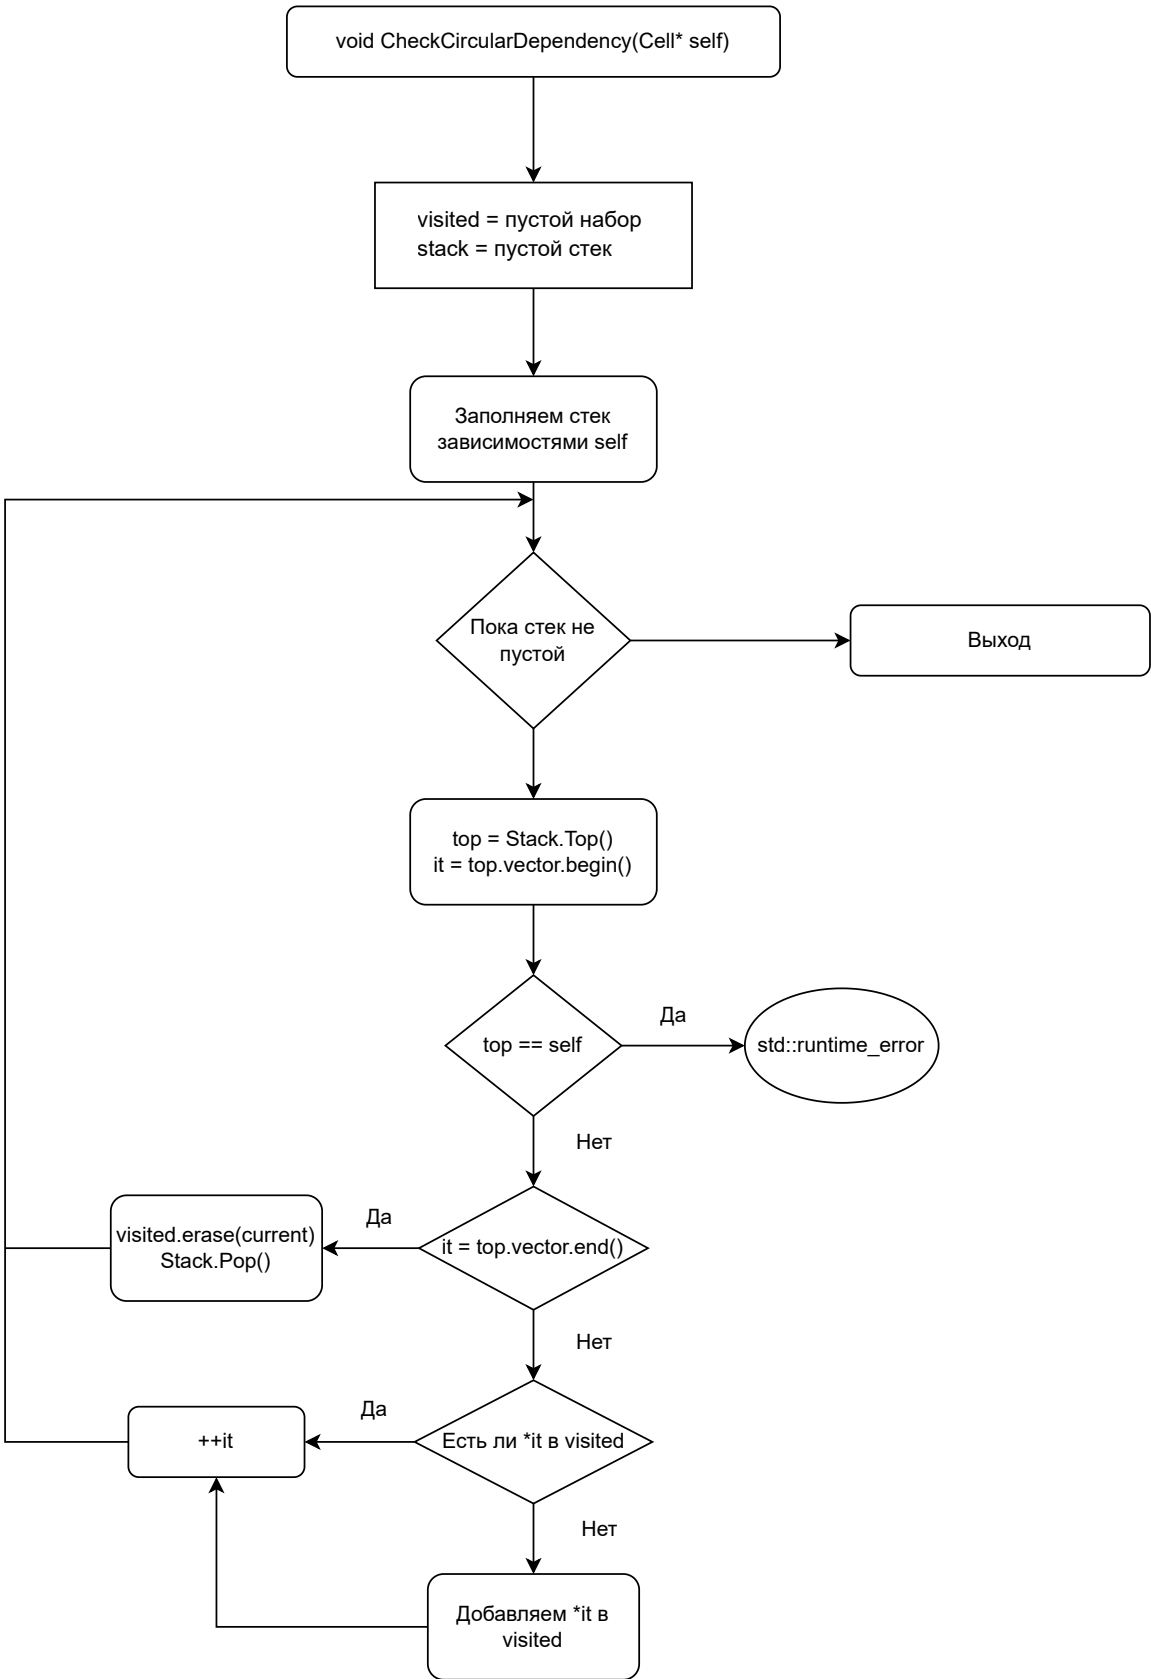 void CheckCircularDependency(Cell* self)
visited = пустой набор
stack = пустой стек
Заполняем стек
зависимостями self
Пока стек не
пустой
Выход
top = Stack.Top()
it = top.vector.begin()
top == self
Да
std::runtime_error
Нет
it = top.vector.end()
Да
visited.erase(current)
Stack.Pop()
Нет
Есть ли *it в visited
Да
++it
Нет
Добавляем *it в
visited